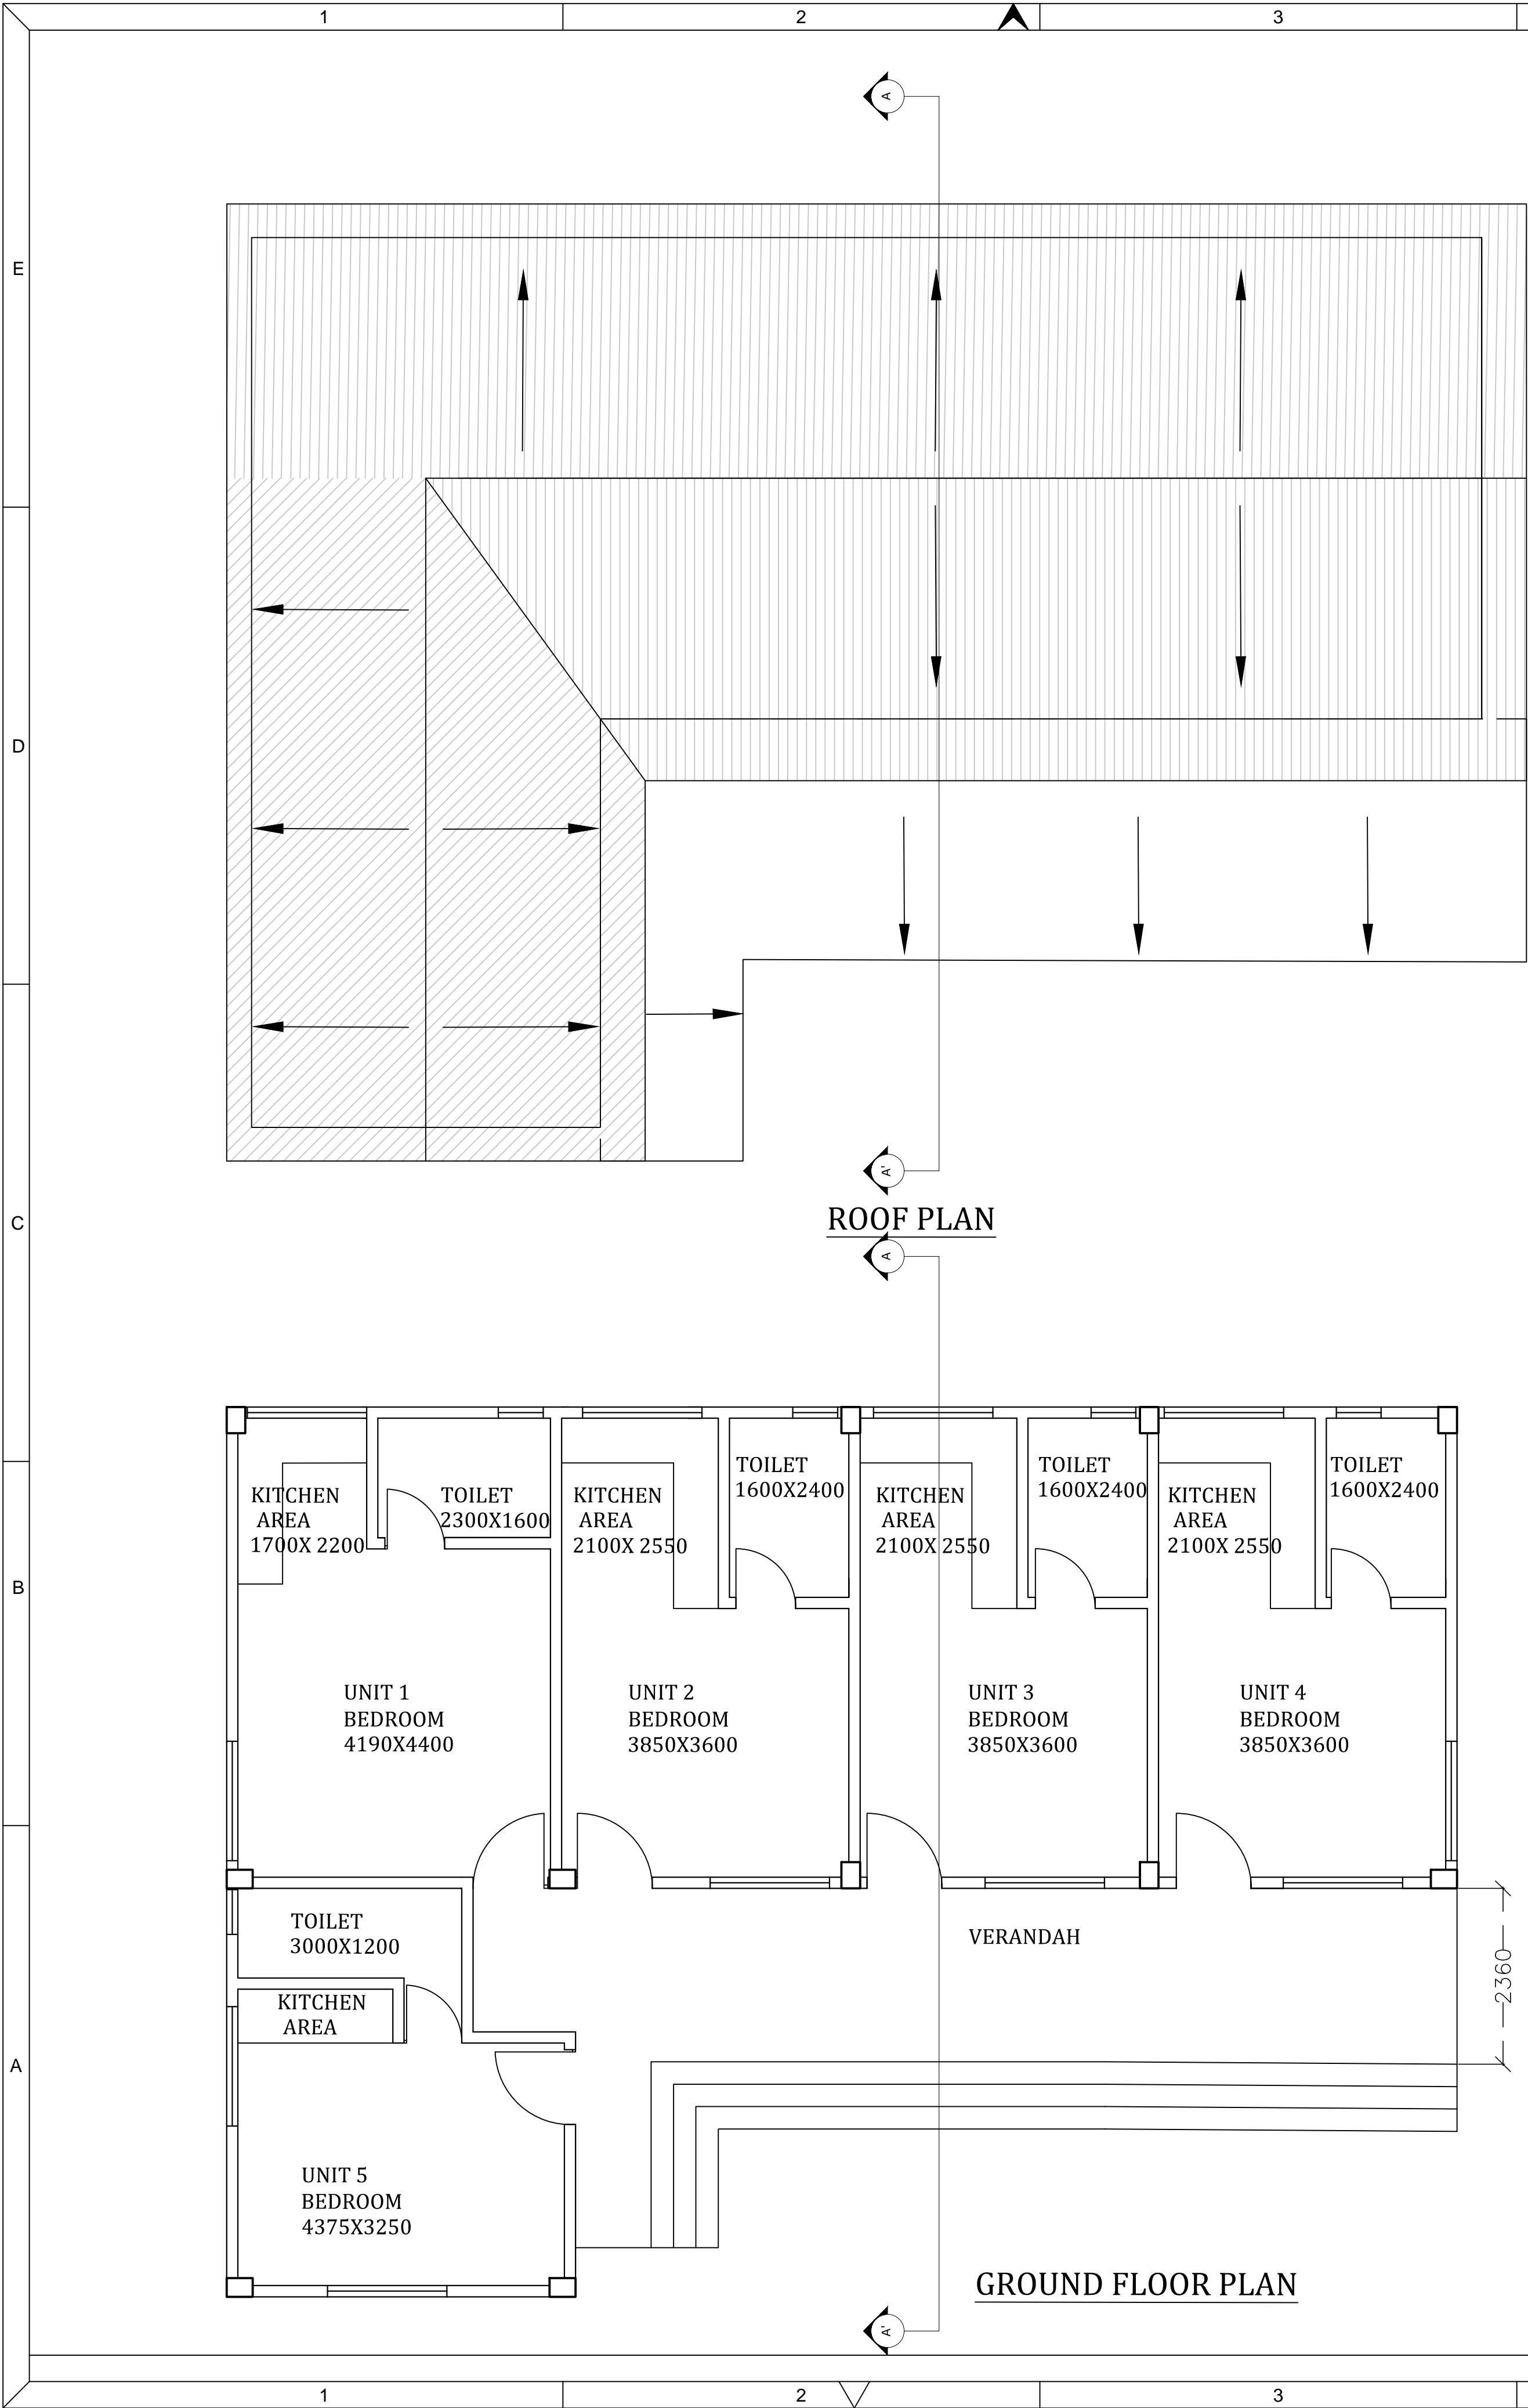 1
2
3
A
E
D
A'
C
ROOF PLAN
A
TOILET
1600X2400
TOILET
1600X2400
TOILET
1600X2400
KITCHEN
AREA
1700X 2200
TOILET
2300X1600
KITCHEN
AREA
2100X 2550
KITCHEN
AREA
2100X 2550
KITCHEN
AREA
2100X 2550
B
UNIT 1
BEDROOM
4190X4400
UNIT 2
BEDROOM
3850X3600
UNIT 3
BEDROOM
3850X3600
UNIT 4
BEDROOM
3850X3600
TOILET
3000X1200
VERANDAH
2360
KITCHEN
AREA
A
UNIT 5
BEDROOM
4375X3250
GROUND FLOOR PLAN
A'
1
2
3